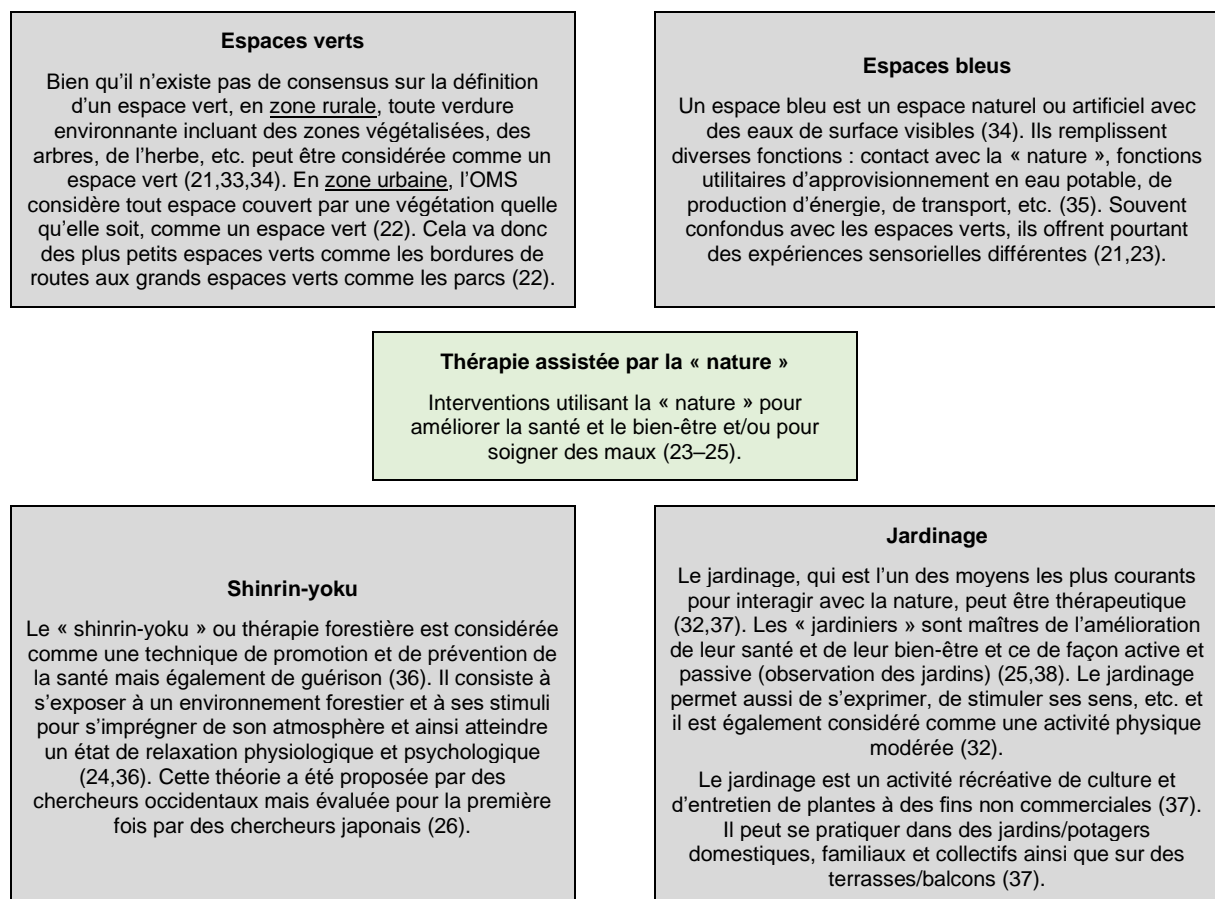 Espaces verts
Bien qu'il n'existe pas de consensus sur la définition
d'un espace vert, en zone rurale, toute verdure
environnante incluant des zones végétalisées, des
arbres, de l'herbe, etc. peut être considérée comme un
espace vert (21,33,34). En zone urbaine, l'OMS
considère tout espace couvert par une végétation quelle
qu'elle soit, comme un espace vert (22). Cela va donc
des plus petits espaces verts comme les bordures de
routes aux grands espaces verts comme les parcs (22).
Espaces bleus
Un espace bleu est un espace naturel ou artificiel avec
des eaux de surface visibles (34). Ils remplissent
diverses fonctions : contact avec la « nature », fonctions
utilitaires d'approvisionnement en eau potable, de
production d'énergie, de transport, etc. (35). Souvent
confondus avec les espaces verts, ils offrent pourtant
des expériences sensorielles différentes (21,23).
Thérapie assistée par la « nature »
Interventions utilisant la « nature » pour
améliorer la santé et le bien-être et/ou pour
soigner des maux (23–25).
Shinrin-yoku
Le « shinrin-yoku » ou thérapie forestière est considérée
comme une technique de promotion et de prévention de
la santé mais également de guérison (36). Il consiste à
s'exposer à un environnement forestier et à ses stimuli
pour s'imprégner de son atmosphère et ainsi atteindre
un état de relaxation physiologique et psychologique
(24,36). Cette théorie a été proposée par des
chercheurs occidentaux mais évaluée pour la première
fois par des chercheurs japonais (26).
Jardinage
Le jardinage, qui est l'un des moyens les plus courants
pour interagir avec la nature, peut être thérapeutique
(32,37). Les « jardiniers » sont maîtres de l'amélioration
de leur santé et de leur bien-être et ce de façon active et
passive (observation des jardins) (25,38). Le jardinage
permet aussi de s'exprimer, de stimuler ses sens, etc. et
il est également considéré comme une activité physique
modérée (32).
Le jardinage est un activité récréative de culture et
d'entretien de plantes à des fins non commerciales (37).
Il peut se pratiquer dans des jardins/potagers
domestiques, familiaux et collectifs ainsi que sur des
terrasses/balcons (37).